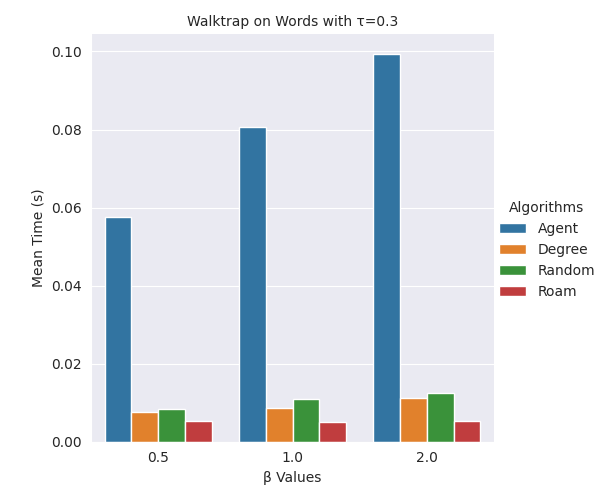 Walktrap on Words with τ=0.3
Mean Time (s)
0.10
0.08
0.06
0.04
0.02
0.00
0.5
1.0
2.0
β Values
Algorithms
Agent
Degree
Random
Roam